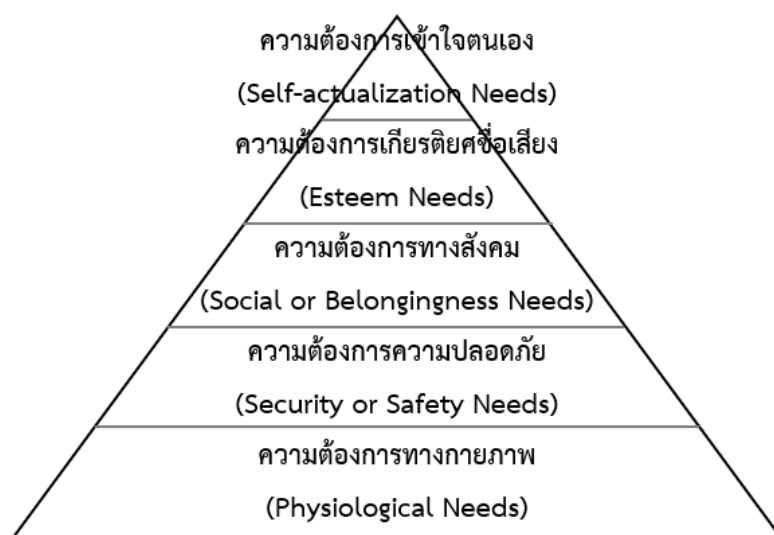 ความต้องการเข้าใจตนเอง
(Self-actualization Needs)
ความต้องการเกียรติยศชื่อเสียง
(Esteem Needs)
ความต้องการทางสังคม
(Social or Belongingness Needs)
ความต้องการความปลอดภัย
(Security or Safety Needs)
ความต้องการทางกายภาพ
(Physiological Needs)